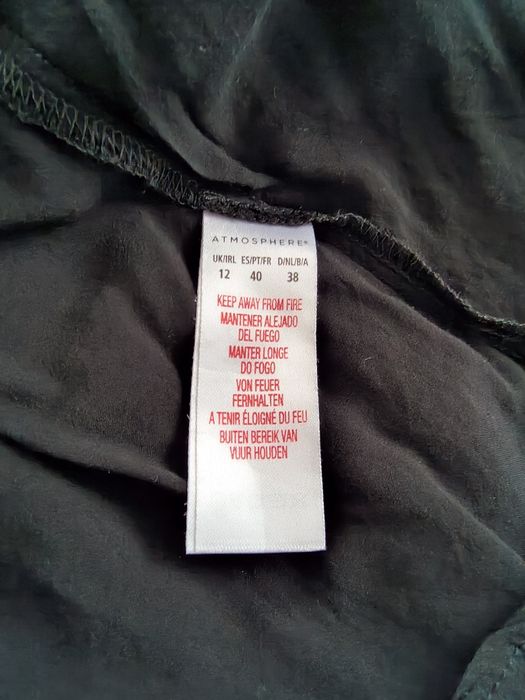 ATMOSPHERE®
UK/IRL ES/PT/FR D/NL/B/A
12 40 38
KEEP AWAY FROM FIRE
MANTENER ALEJADO
DEL FUEGO
MANTER LONGE
DO FOGO
VON FEUER
FERNHALTEN
A TENIR ÉLOIGNÉ DU FEU
BUITEN BEREIK VAN
VUUR HOUDEN